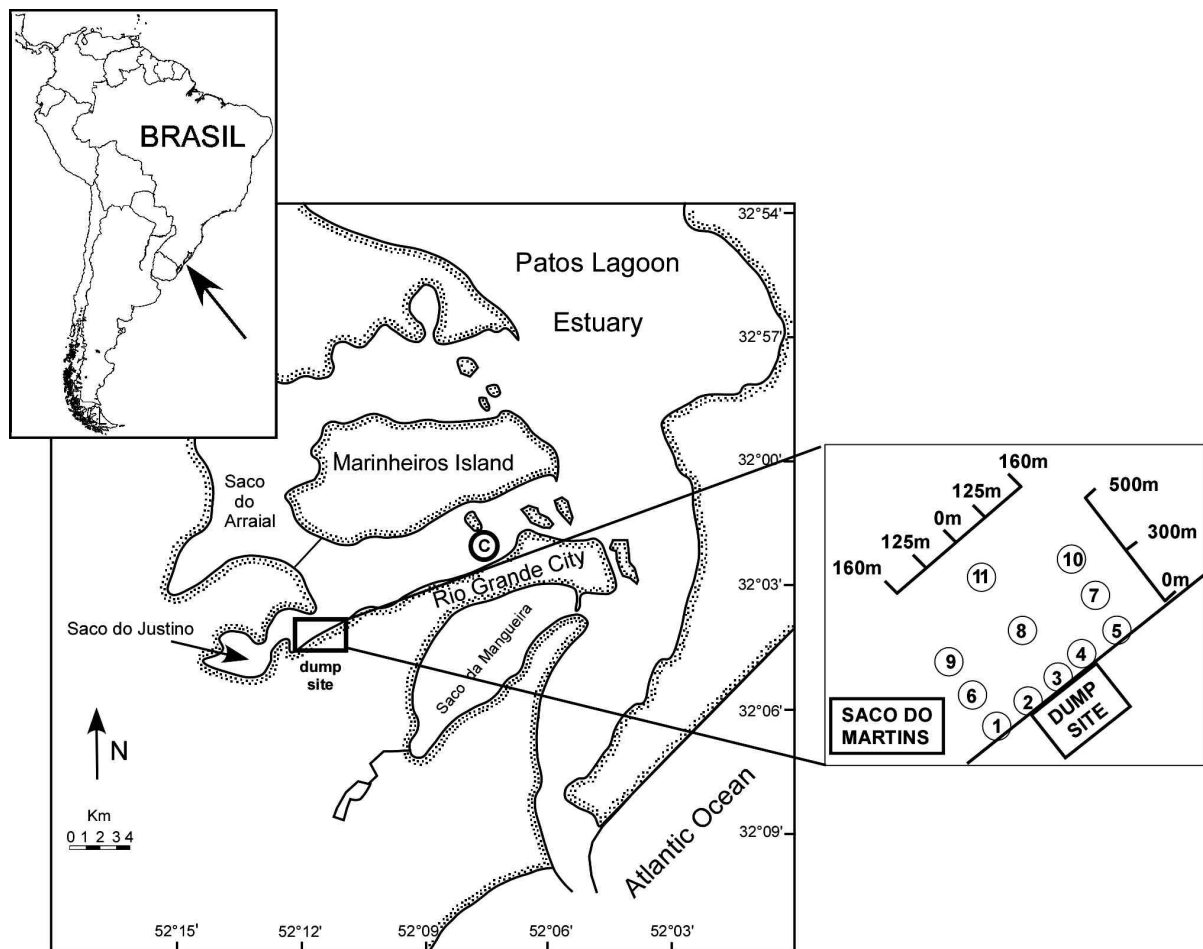 BRASIL
Patos Lagoon
Estuary
32°54'
32°57'
32°00'
32°03'
32°06'
32°09'
Marinheiros Island
Saco
do
Arraial
C
Rio Grande City
Saco do Justino
dump
site
Saco da Mangueira
N
Km
0 1 2 3 4
Atlantic Ocean
52°15'
52°12'
52°09'
52°06'
52°03'
160m
125m
0m
125m
160m
500m
300m
0m
11
10
7
8
5
4
9
3
6
2
1
SACO DO
MARTINS
DUMP
SITE